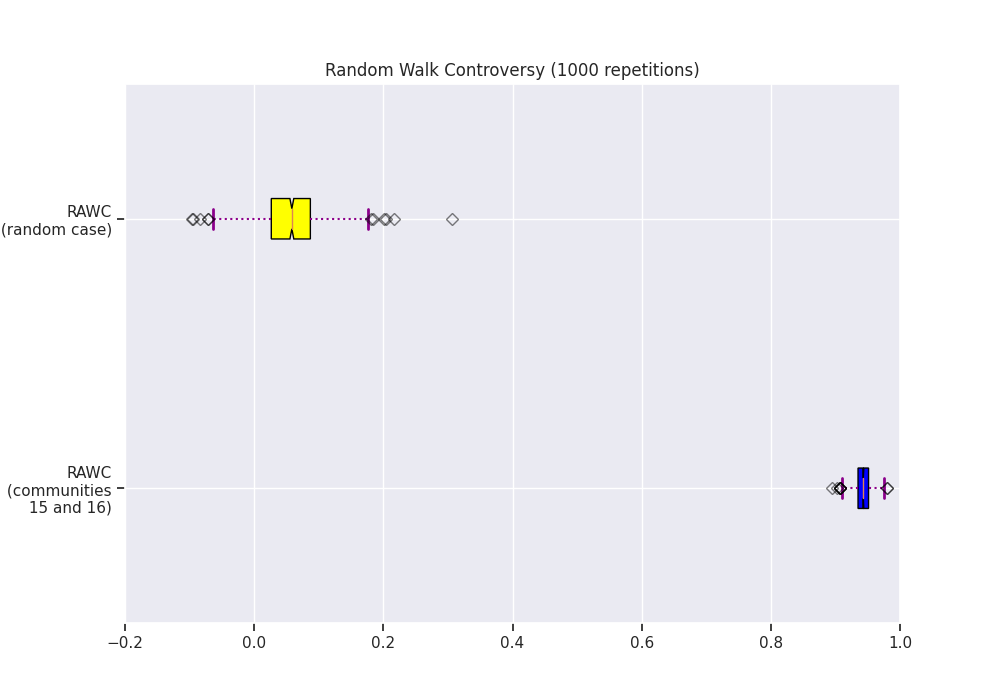 Random Walk Controversy (1000 repetitions)
RAWC
(random case)
RAWC
(communities
15 and 16)
−0.2 0.0 0.2 0.4 0.6 0.8 1.0